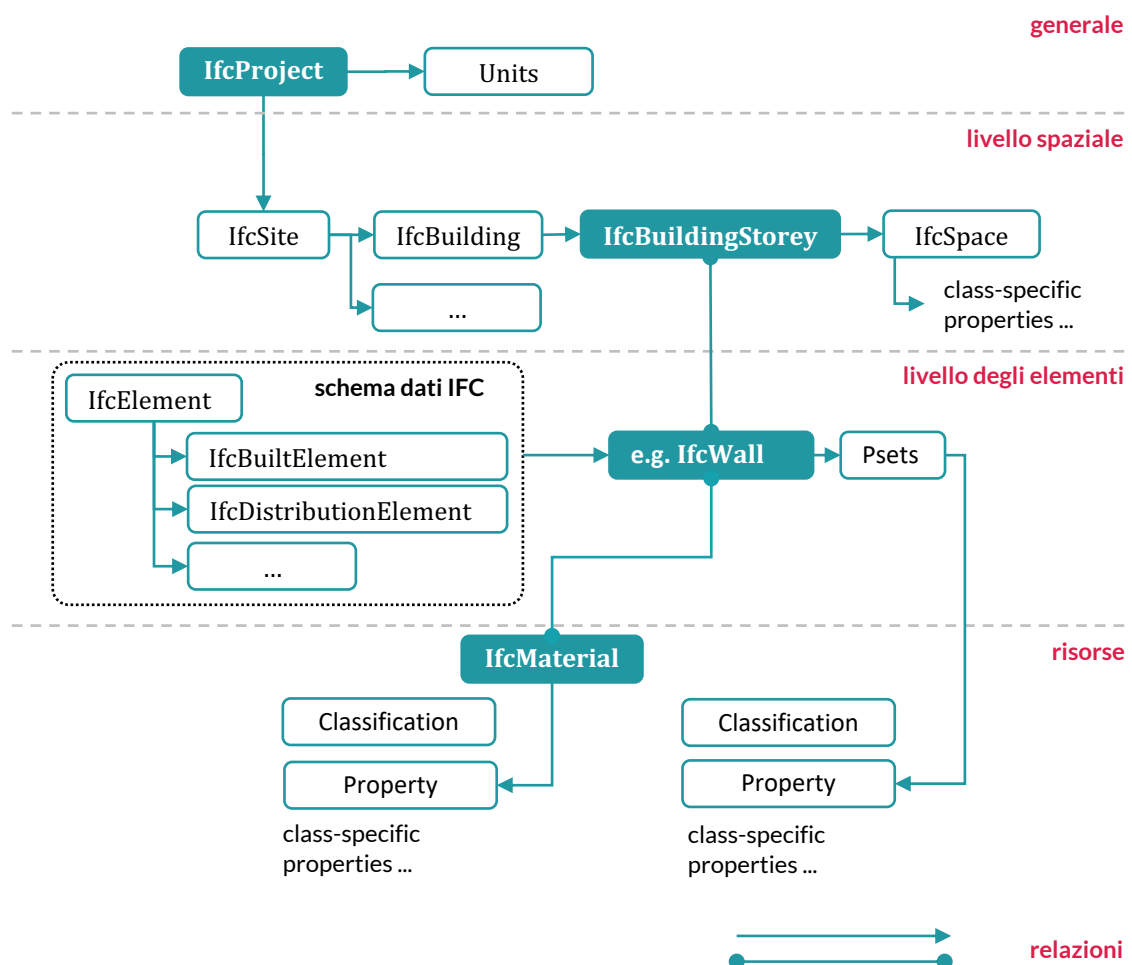 generale
IfcProject
Units
livello spaziale
IfcSite
IfcBuilding
IfcBuildingStorey
IfcSpace
...
class-specific
properties ...
livello degli elementi
schema dati IFC
IfcElement
IfcBuiltElement
e.g. IfcWall
Psets
IfcDistributionElement
...
risorse
IfcMaterial
Classification
Classification
Property
Property
class-specific
properties ...
class-specific
properties ...
relazioni